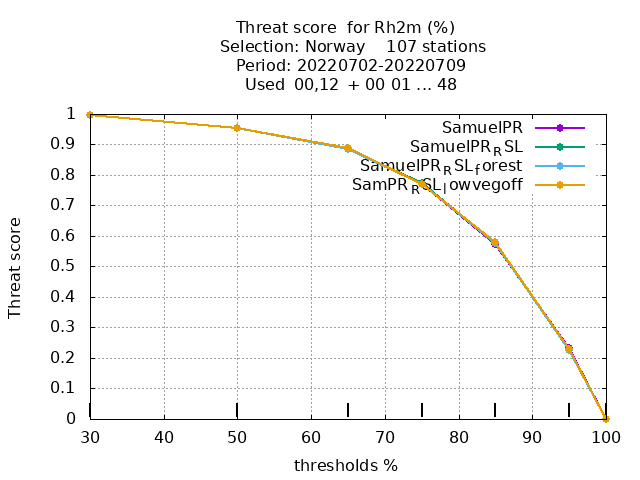 Threat score  for Rh2m (%)
Selection: Norway    107 stations
Period: 20220702-20220709
Used  00,12  + 00 01 ... 48
Threat score
1
0.9
0.8
0.7
0.6
0.5
0.4
0.3
0.2
0.1
0
SamuelPR
SamuelPR_RSL
SamuelPR_RSL_forest
SamPR_RSL_lowvegoff
30 40 50 60 70 80 90 100
thresholds %